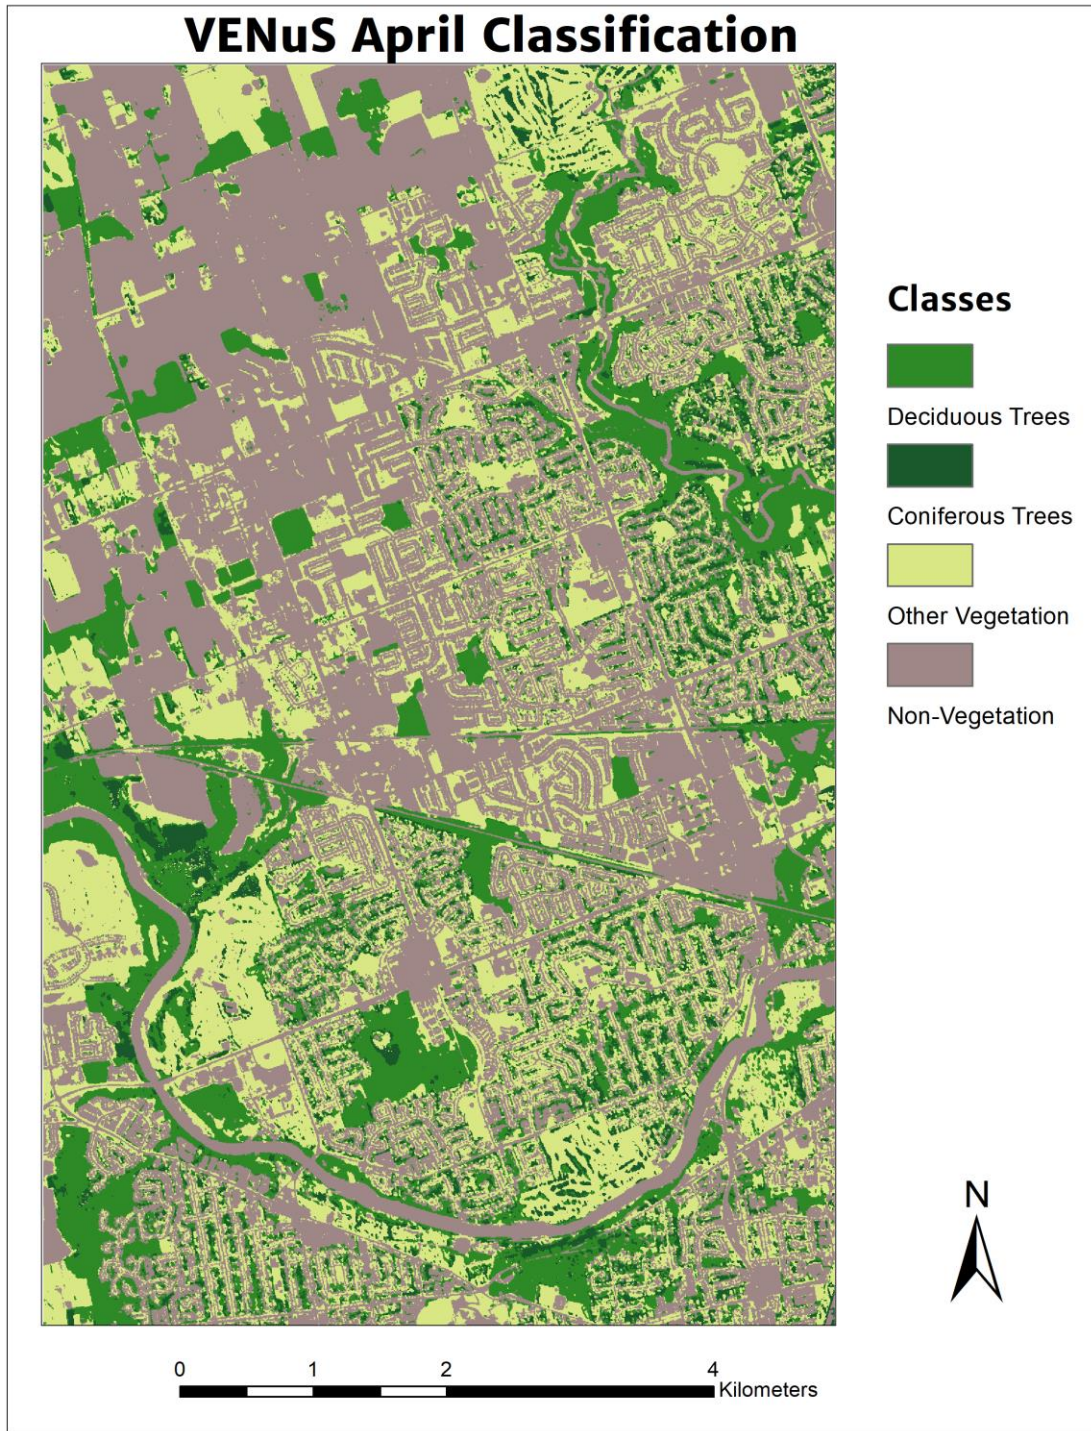 VENuS April Classification
Classes
Deciduous Trees
Coniferous Trees
Other Vegetation
Non-Vegetation
N
0 1 2 4
Kilometers